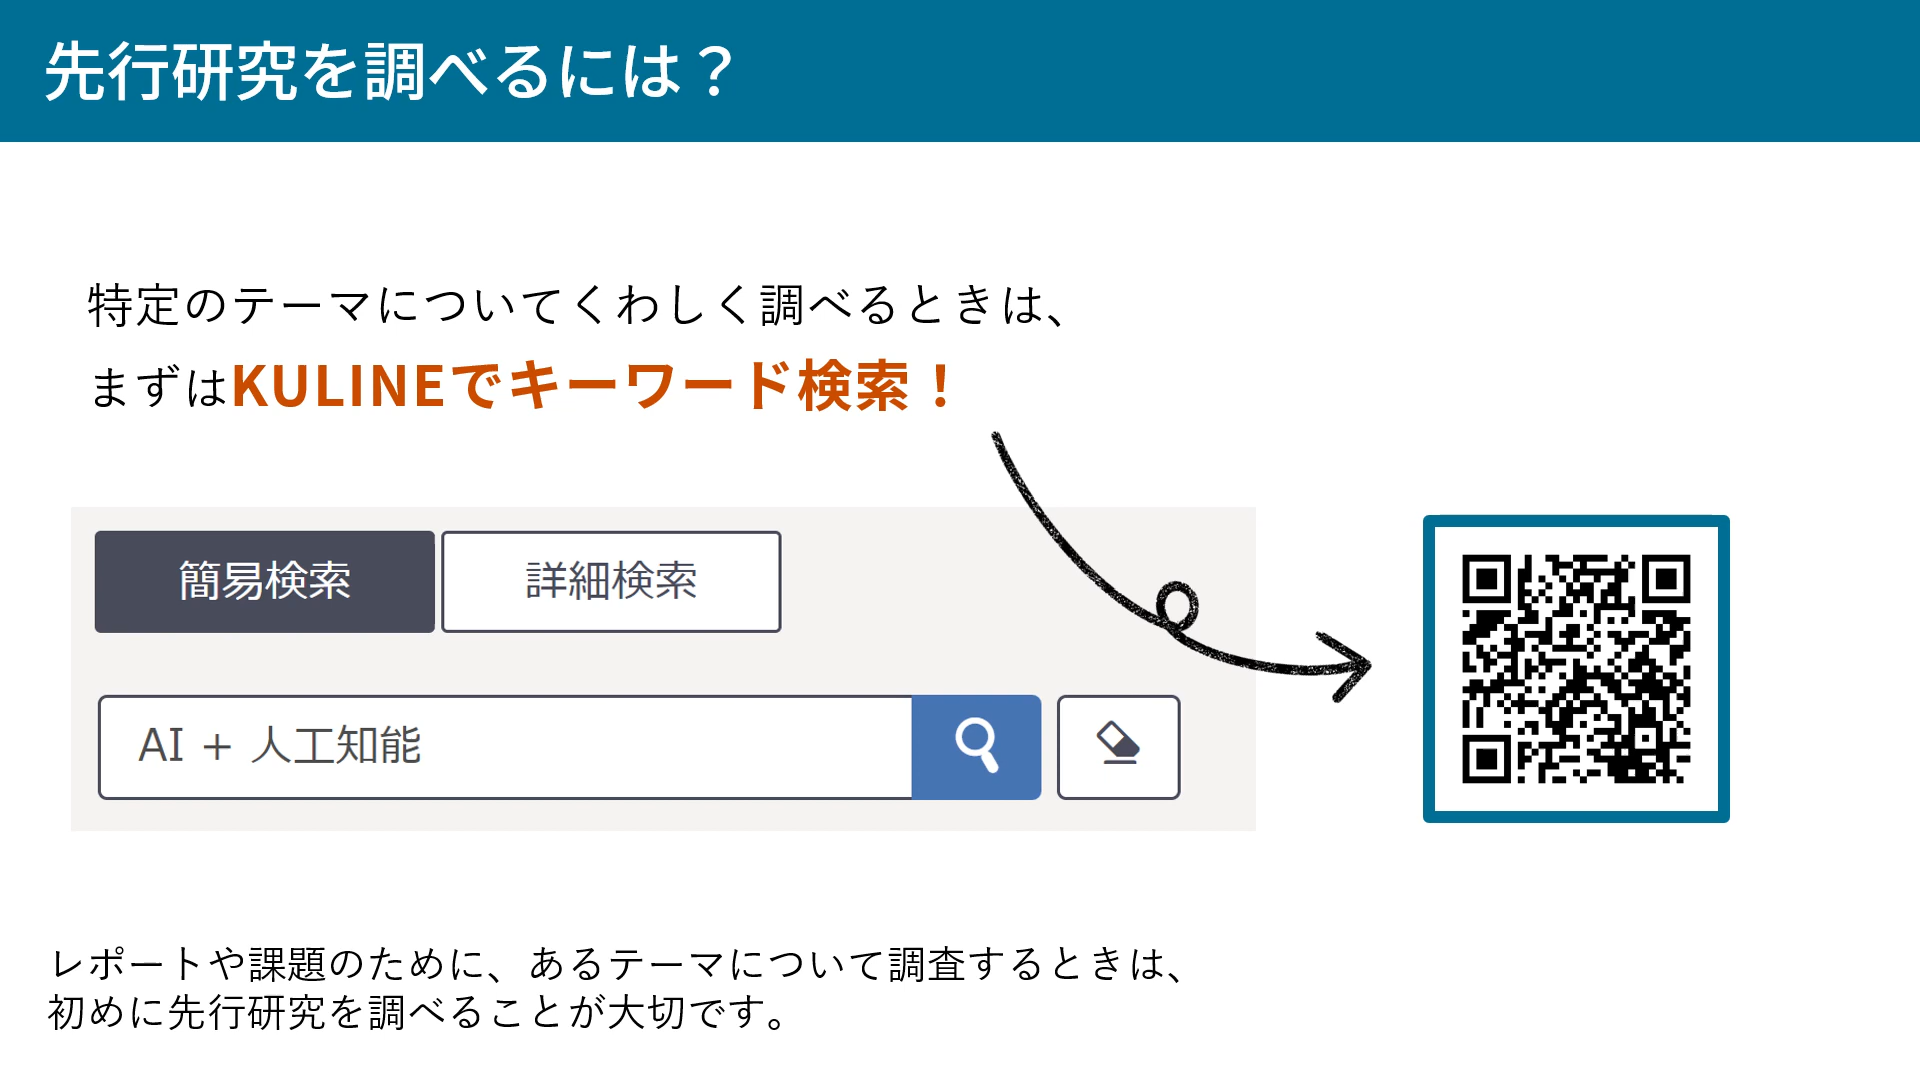 先行研究を調べるには？
特定のテーマについてくわしく調べるときは、
まずはKULINEでキーワード検索！
簡易検索
詳細検索
AI + 人工知能
レポートや課題のために、あるテーマについて調査するときは、
初めに先行研究を調べることが大切です。